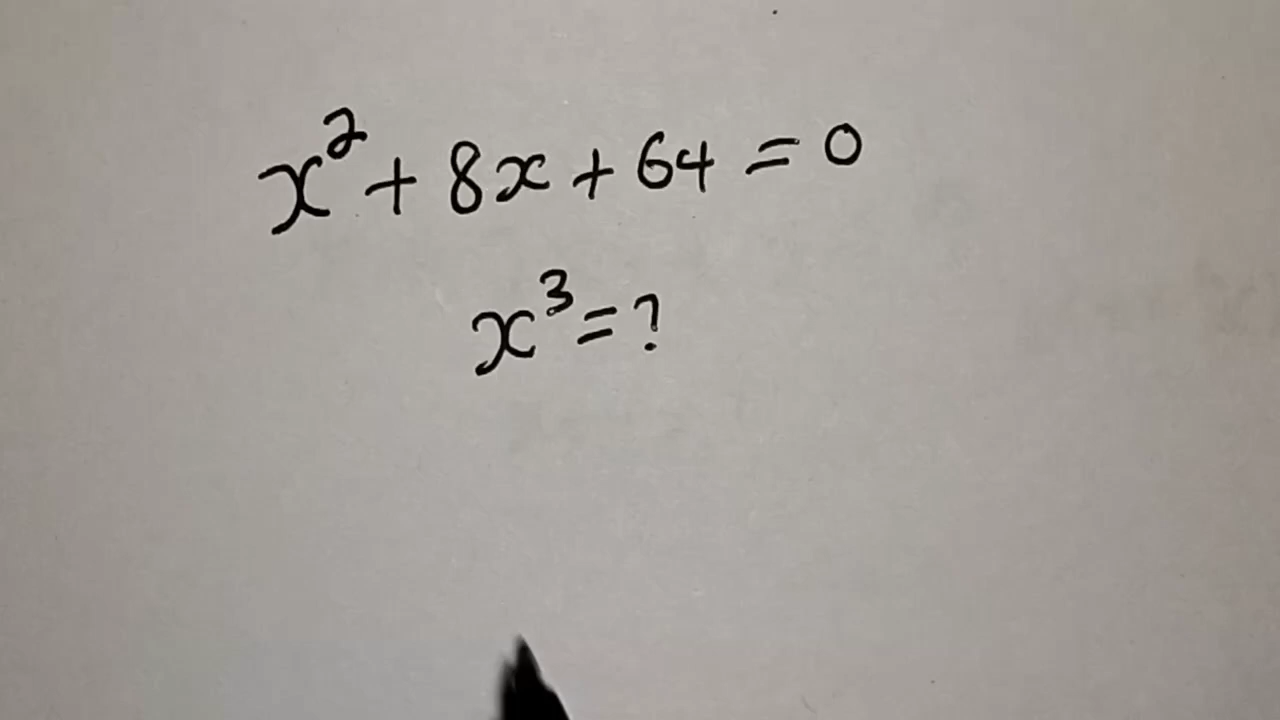 x² + 8x + 64 = 0
x³ = ?